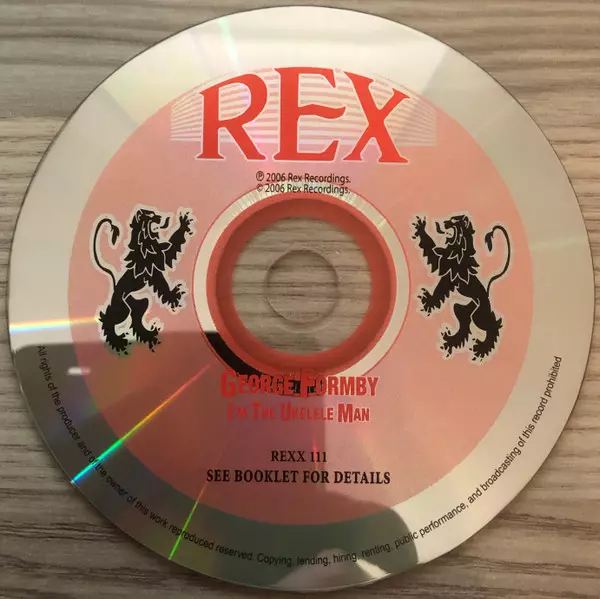 REX
℗ 2006 Rex Recordings.
© 2006 Rex Recordings.
GEORGE FORMBY
I'M THE UKELELE MAN
REXX 111
SEE BOOKLET FOR DETAILS
All rights of the producer and of the owner of this work reproduced reserved. Copying, lending, hiring, renting, public performance, and broadcasting of this record prohibited